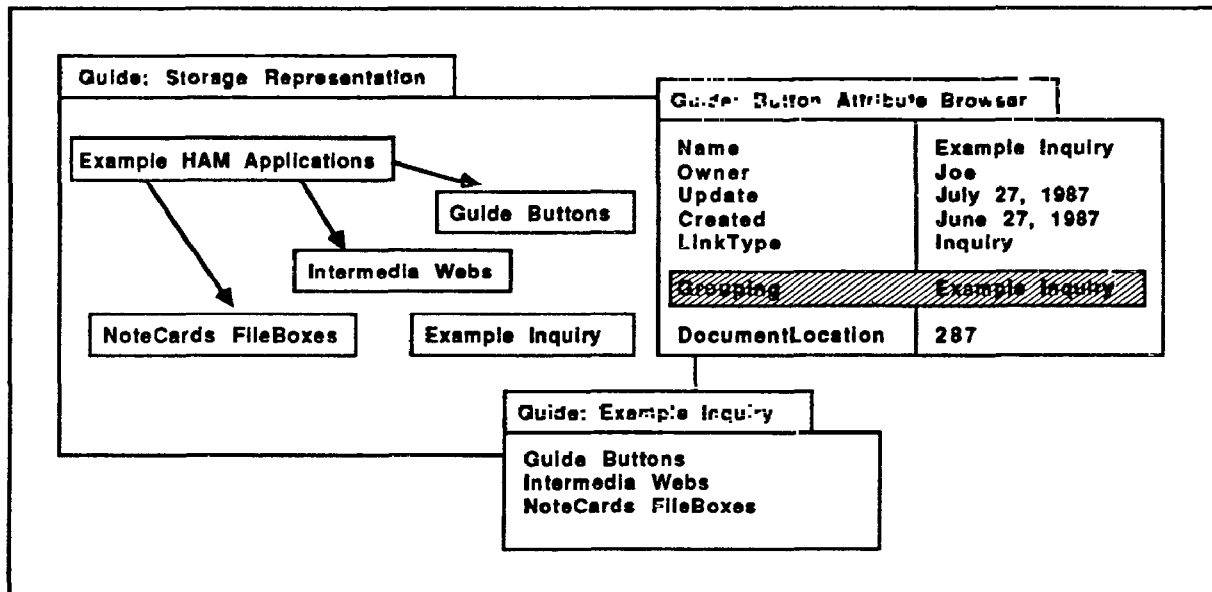 Guide: Storage Representation
Example HAM Applications
Guide Buttons
Intermedia Webs
NoteCards FileBoxes
Example Inquiry
Guide: Button Attribute Browser
Name Example Inquiry
Owner Joe
Update July 27, 1987
Created June 27, 1987
LinkType Inquiry
Grouping Example Inquiry
DocumentLocation 287
Guide: Example Inquiry
Guide Buttons
Intermedia Webs
NoteCards FileBoxes